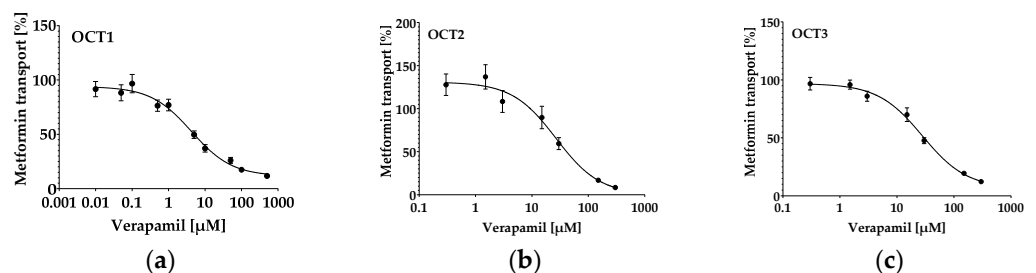 OCT1
Metformin transport [%]
150
100
50
0
0.001 0.01 0.1 1 10 100 1000
Verapamil [µM]
(a)
OCT2
Metformin transport [%]
200
150
100
50
0
0.1 1 10 100 1000
Verapamil [µM]
(b)
OCT3
Metformin transport [%]
150
100
50
0
0.1 1 10 100 1000
Verapamil [µM]
(c)